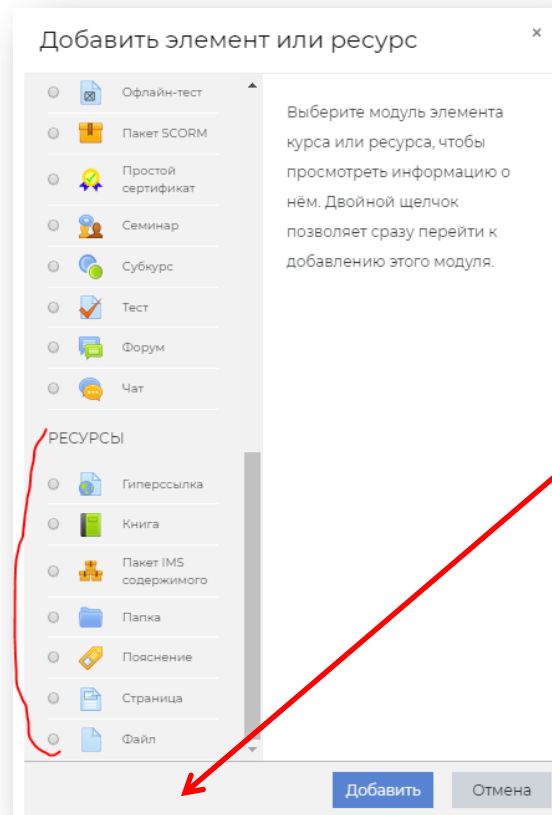 Добавить элемент или ресурс
×
Офлайн-тест
Пакет SCORM
Простой
сертификат
Семинар
Субкурс
Тест
Форум
Чат
РЕСУРСЫ
Гиперссылка
Книга
Пакет IMS
содержимого
Папка
Пояснение
Страница
Файл
Выберите модуль элемента
курса или ресурса, чтобы
просмотреть информацию о
нём. Двойной щелчок
позволяет сразу перейти к
добавлению этого модуля.
Добавить
Отмена